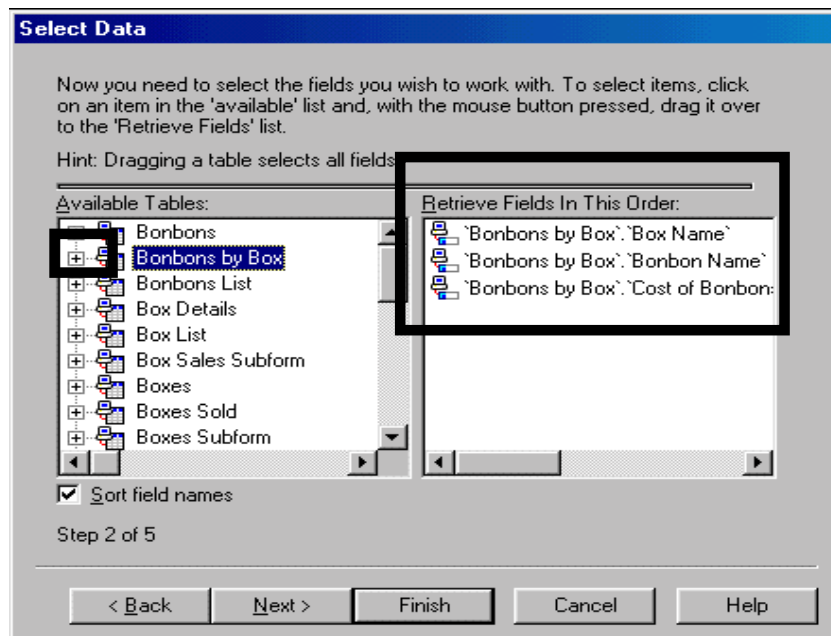 Select Data
Now you need to select the fields you wish to work with. To select items, click
on an item in the 'available' list and, with the mouse button pressed, drag it over
to the 'Retrieve Fields' list.
Hint: Dragging a table selects all fields
Available Tables:
Bonbons
Bonbons by Box
Bonbons List
Box Details
Box List
Box Sales Subform
Boxes
Boxes Sold
Boxes Subform
Retrieve Fields In This Order:
`Bonbons by Box`.`Box Name`
`Bonbons by Box`.`Bonbon Name`
`Bonbons by Box`.`Cost of Bonbon
Sort field names
Step 2 of 5
< Back
Next >
Finish
Cancel
Help